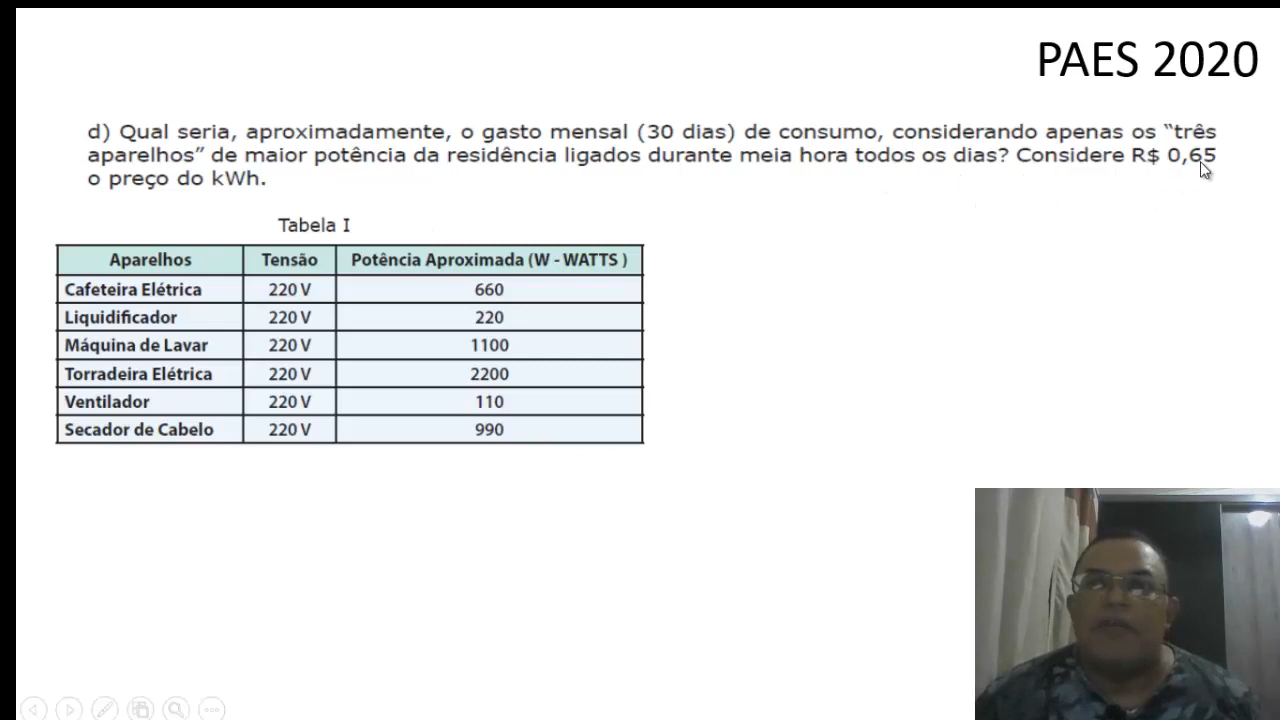 PAES 2020
d) Qual seria, aproximadamente, o gasto mensal (30 dias) de consumo, considerando apenas os “três
aparelhos” de maior potência da residência ligados durante meia hora todos os dias? Considere R$ 0,65
o preço do kWh.
Tabela I
Aparelhos Tensão Potência Aproximada (W - WATTS )
Cafeteira Elétrica 220 V 660
Liquidificador 220 V 220
Máquina de Lavar 220 V 1100
Torradeira Elétrica 220 V 2200
Ventilador 220 V 110
Secador de Cabelo 220 V 990